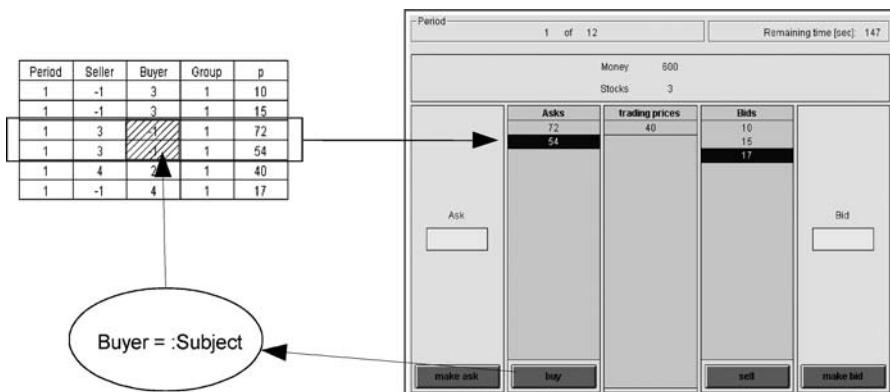 Period Seller Buyer Group p
1 -1 3 1 10
1 -1 3 1 15
1 3 -1 1 72
1 3 -1 1 54
1 4 2 1 40
1 -1 4 1 17
Buyer = :Subject
Period
1 of 12
Remaining time [sec]: 147
Money 600
Stocks 3
Asks trading prices Bids
72 40 10
54 15
17
Ask
Bid
make ask buy sell make bid